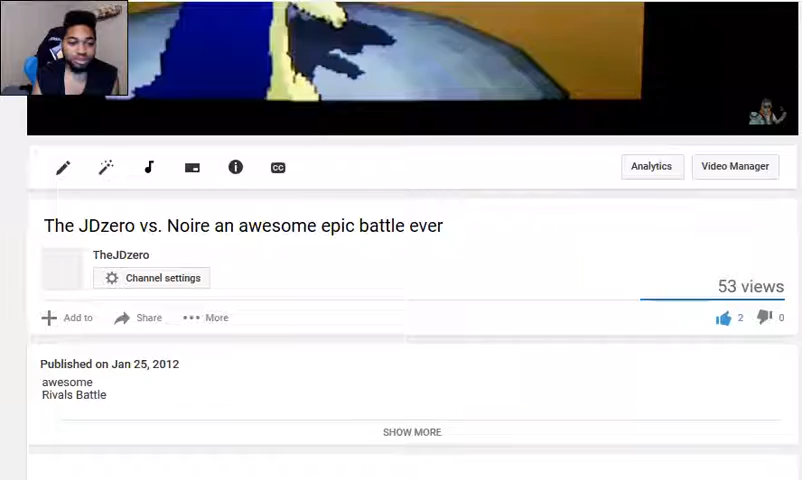 CC
Analytics
Video Manager
The JDzero vs. Noire an awesome epic battle ever
TheJDzero
Channel settings
53 views
Add to
Share
More
2
0
Published on Jan 25, 2012
awesome
Rivals Battle
SHOW MORE